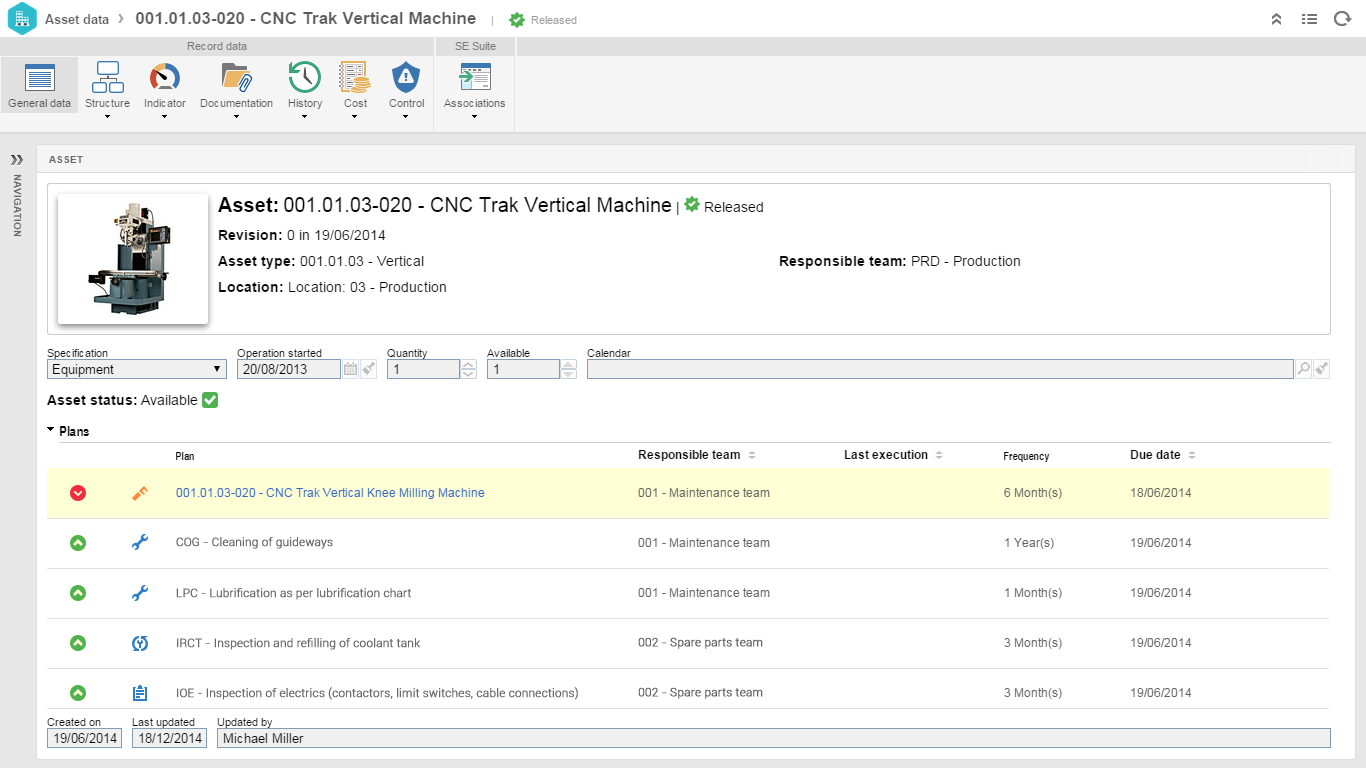 Asset data › 001.01.03-020 - CNC Trak Vertical Machine | Released
Record data SE Suite
General data Structure Indicator Documentation History Cost Control Associations
NAVIGATION
ASSET
Asset: 001.01.03-020 - CNC Trak Vertical Machine | Released
Revision: 0 in 19/06/2014
Asset type: 001.01.03 - Vertical Responsible team: PRD - Production
Location: Location: 03 - Production
Specification Operation started Quantity Available Calendar
Equipment 20/08/2013 1 1
Asset status: Available
Plans
Plan Responsible team Last execution Frequency Due date
001.01.03-020 - CNC Trak Vertical Knee Milling Machine 001 - Maintenance team 6 Month(s) 18/06/2014
COG - Cleaning of guideways 001 - Maintenance team 1 Year(s) 19/06/2014
LPC - Lubrification as per lubrification chart 001 - Maintenance team 1 Month(s) 19/06/2014
IRCT - Inspection and refilling of coolant tank 002 - Spare parts team 3 Month(s) 19/06/2014
IOE - Inspection of electrics (contactors, limit switches, cable connections) 002 - Spare parts team 3 Month(s) 19/06/2014
Created on Last updated Updated by
19/06/2014 18/12/2014 Michael Miller